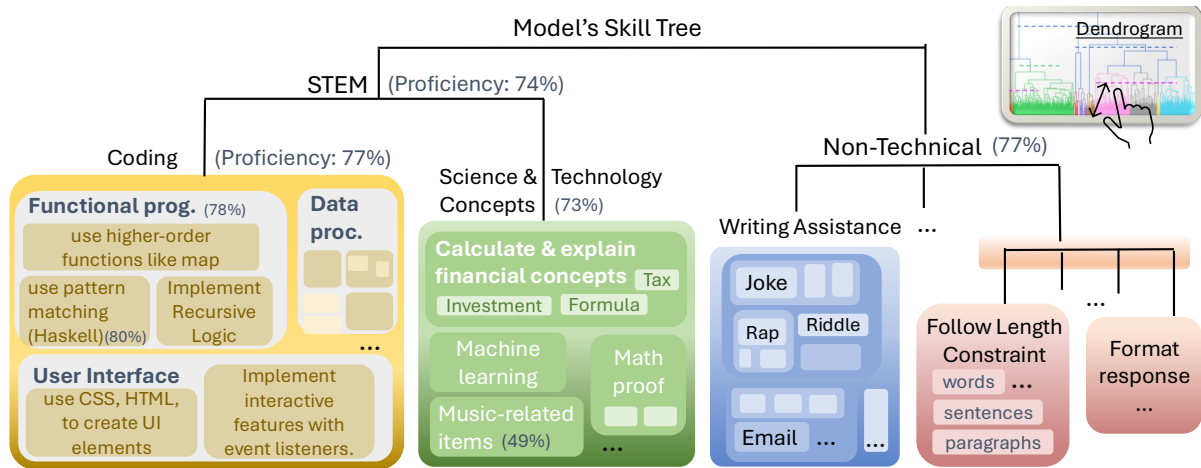 Model's Skill Tree
Dendrogram
STEM (Proficiency: 74%)
Coding (Proficiency: 77%)
Functional prog. (78%)
use higher-order
functions like map
use pattern
matching
(Haskell)(80%)
Implement
Recursive
Logic
Data
proc.
...
User Interface
use CSS, HTML,
to create UI
elements
Implement
interactive
features with
event listeners.
Science & Technology
Concepts (73%)
Calculate & explain
financial concepts
Tax
Investment
Formula
Machine
learning
Math
proof
Music-related
items (49%)
...
Non-Technical (77%)
Writing Assistance
...
Joke
Rap
Riddle
Email ...
...
...
Follow Length
Constraint
words ...
sentences
paragraphs
Format
response
...